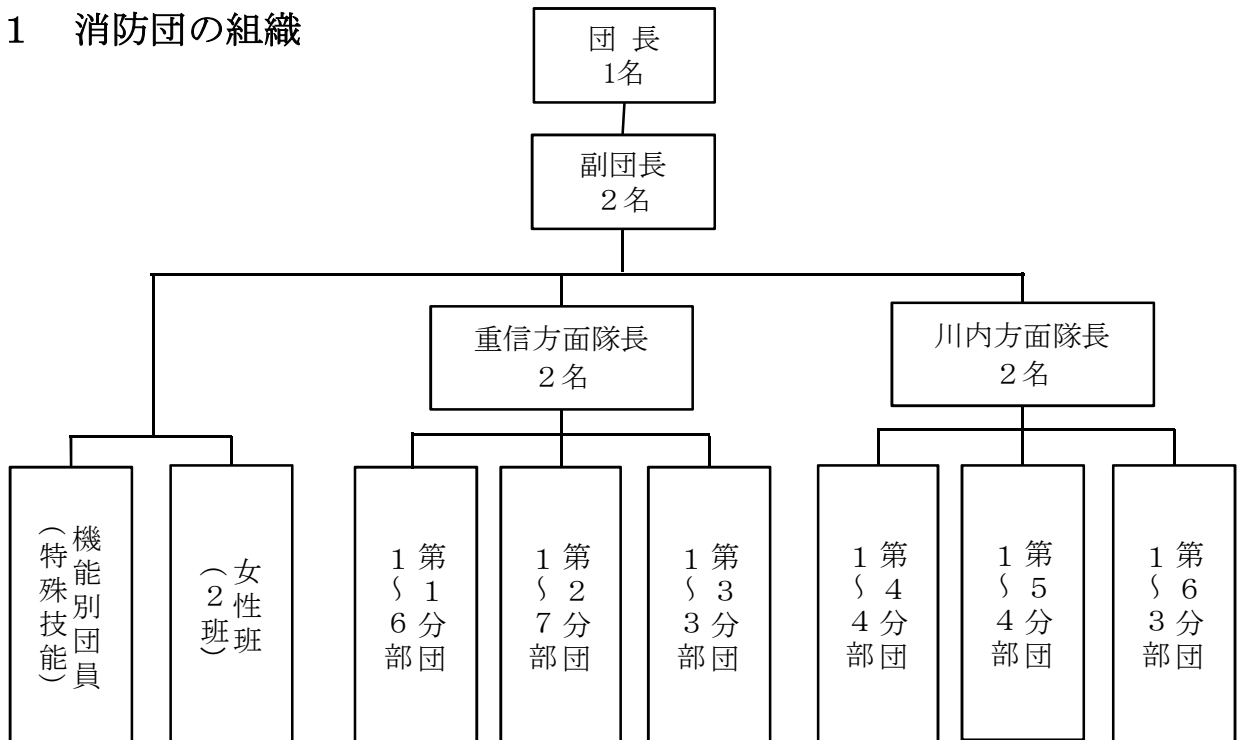 1 消防団の組織
団 長
1名
副団長
２名
重信方面隊長
２名
川内方面隊長
２名
機能別団員
（特殊技能）
女性班
（２班）
第１分団
１～６部
第２分団
１～７部
第３分団
１～３部
第４分団
１～４部
第５分団
１～４部
第６分団
１～３部